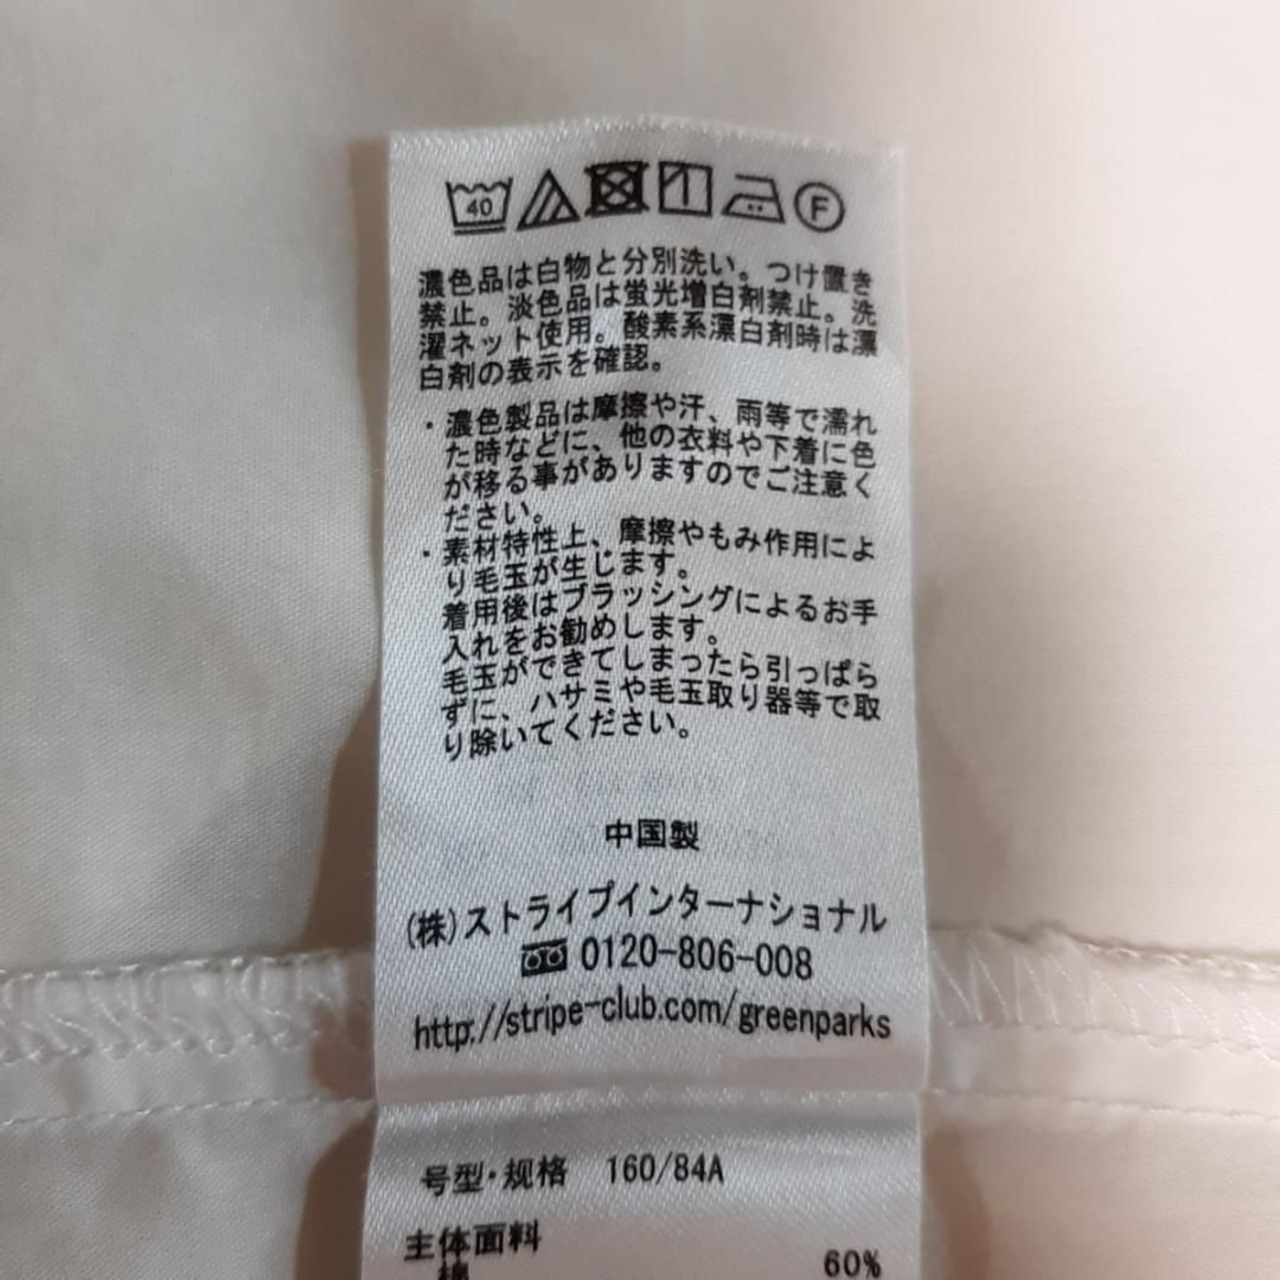 40 F
濃色品は白物と分別洗い。つけ置き
禁止。淡色品は蛍光増白剤禁止。洗
濯ネット使用。酸素系漂白剤時は漂
白剤の表示を確認。
・濃色製品は摩擦や汗、雨等で濡れ
た時などに、他の衣料や下着に色
が移る事がありますのでご注意く
ださい。
・素材特性上、摩擦やもみ作用によ
り毛玉が生じます。
着用後はブラッシングによるお手
入れをお勧めします。
毛玉ができてしまったら引っぱら
ずに、ハサミや毛玉取り器等で取
り除いてください。
中国製
(株)ストライプインターナショナル
0120-806-008
http://stripe-club.com/greenparks
号型·规格 160/84A
主体面料
棉 60%